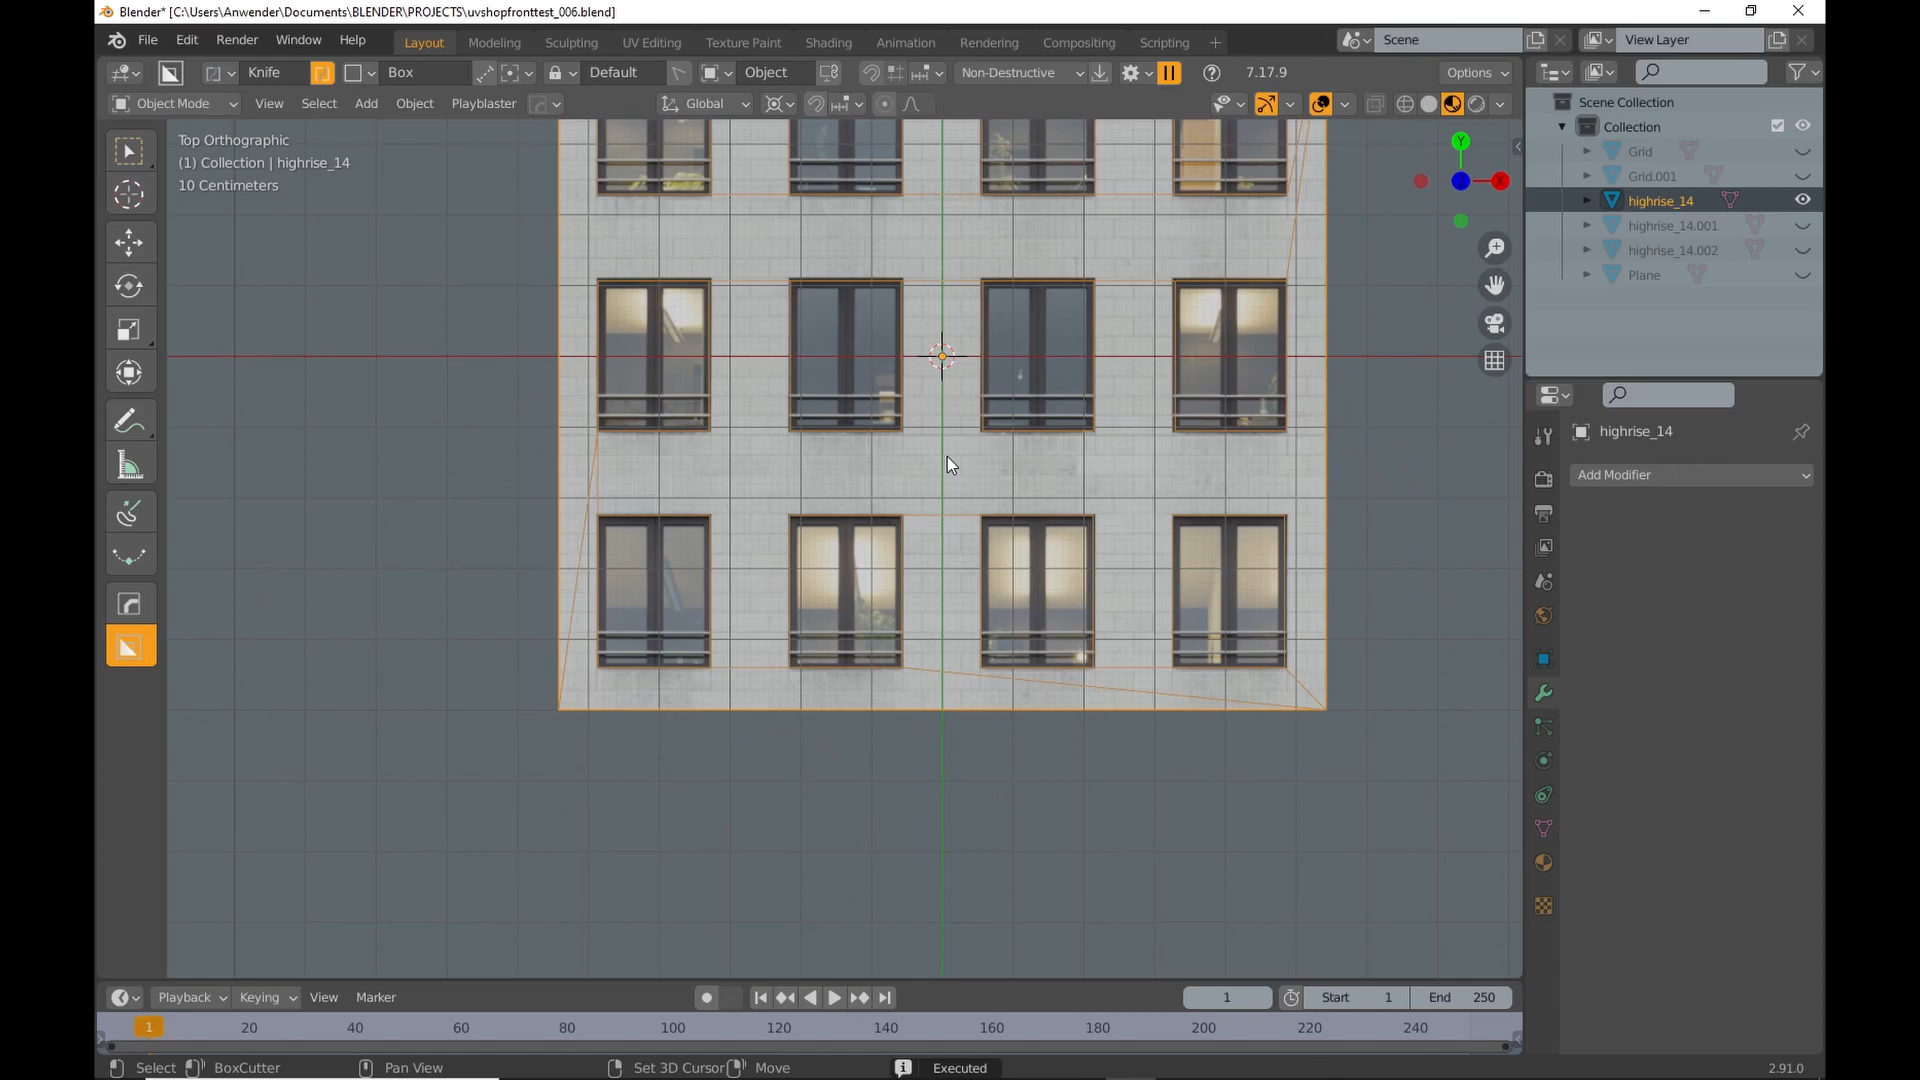 Blender* [C:\Users\Anwender\Documents\BLENDER\PROJECTS\uvshopfronttest_006.blend]
File Edit Render Window Help Layout Modeling Sculpting UV Editing Texture Paint Shading Animation Rendering Compositing Scripting + Scene View Layer
Knife Box Default Object Non-Destructive 7.17.9 Options
Object Mode View Select Add Object Playblaster Global
Scene Collection
Collection
Grid
Grid.001
highrise_14
highrise_14.001
highrise_14.002
Plane
Top Orthographic
(1) Collection | highrise_14
10 Centimeters
Y
X
highrise_14
Add Modifier
Playback Keying View Marker 1 Start 1 End 250
1 20 40 60 80 100 120 140 160 180 200 220 240
Select BoxCutter Pan View Set 3D Cursor Move Executed 2.91.0